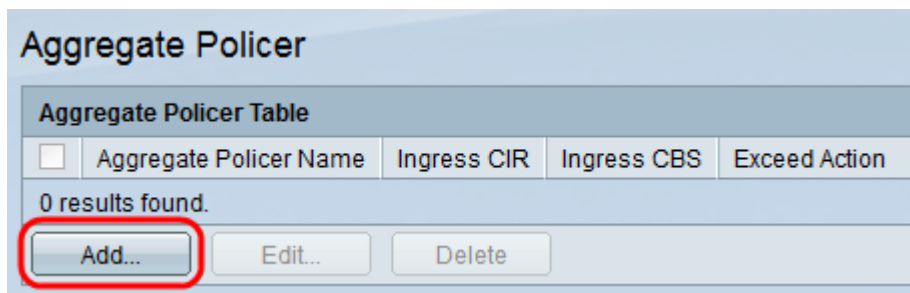 Aggregate Policer
Aggregate Policer Table
Aggregate Policer Name Ingress CIR Ingress CBS Exceed Action
0 results found.
Add... Edit... Delete